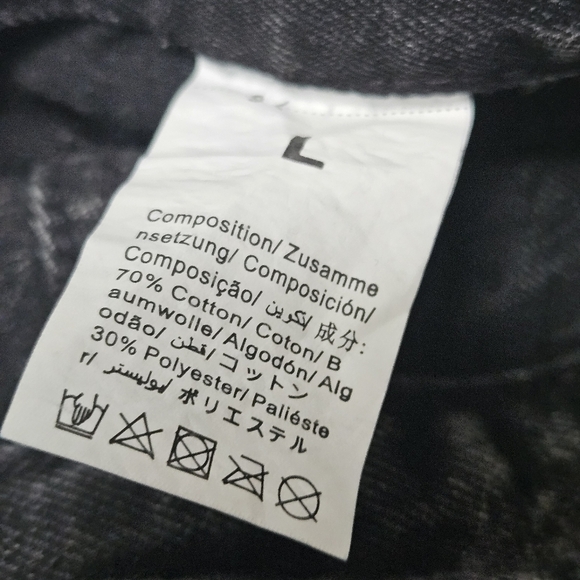 L
Composition/ Zusamme
nsetzung/ Composición/
Composição/ تكوين/ 成分:
70% Cotton/ Coton/ B
aumwolle/ Algodón/ Alg
odão/ قطن/ コットン
30% Polyester/ Paliéste
r/ بوليستر/ ポリエステル